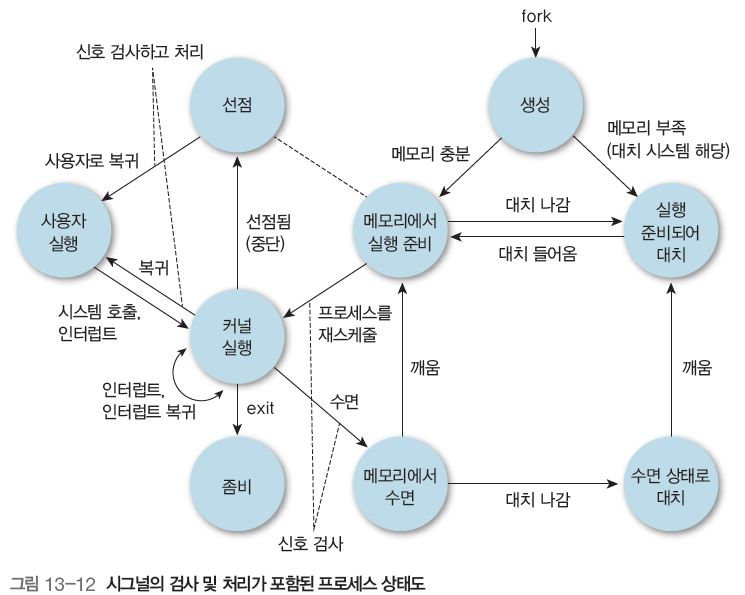 fork
신호 검사하고 처리
선점
생성
메모리 부족
(대치 시스템 해당)
메모리 충분
사용자로 복귀
사용자
실행
선점됨
(중단)
메모리에서
실행 준비
대치 나감
대치 들어옴
실행
준비되어
대치
복귀
시스템 호출,
인터럽트
커널
실행
프로세스를
재스케줄
깨움
깨움
인터럽트,
인터럽트 복귀
exit
수면
좀비
메모리에서
수면
대치 나감
수면 상태로
대치
신호 검사
그림 13-12 시그널의 검사 및 처리가 포함된 프로세스 상태도